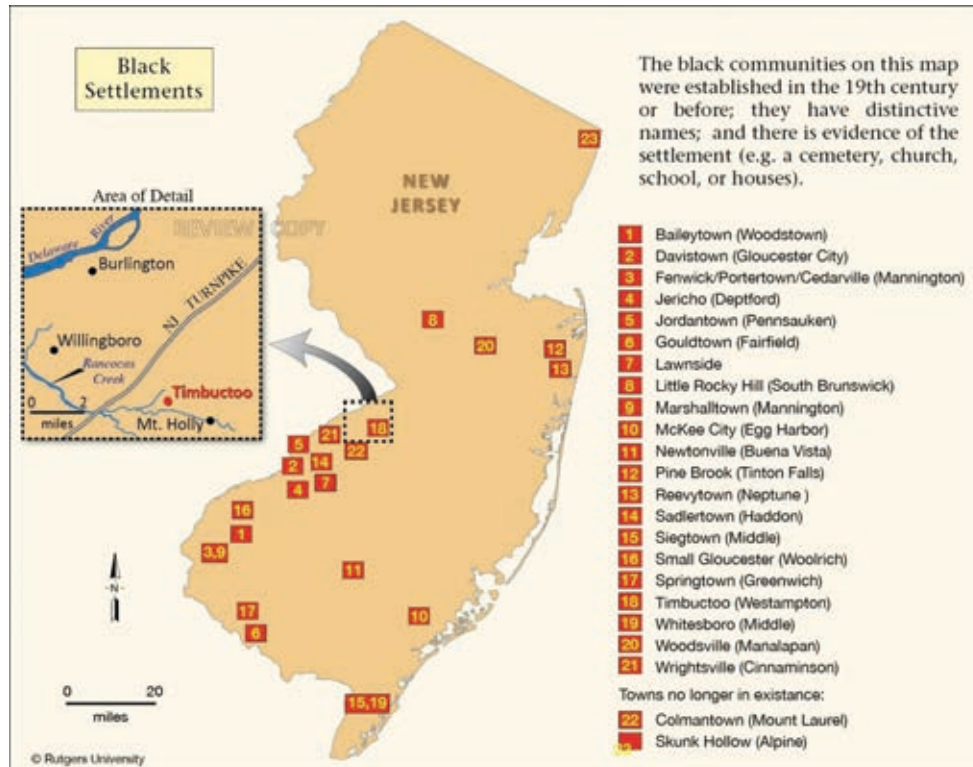 Black
Settlements
The black communities on this map
were established in the 19th century
or before; they have distinctive
names; and there is evidence of the
settlement (e.g. a cemetery, church,
school, or houses).
Area of Detail
REVIEW COPY
Delaware River
Burlington
NJ TURNPIKE
Willingboro
Rancocas
Creek
Timbuctoo
Mt. Holly
0 2
miles
NEW
JERSEY
23
8
20
12
13
18
21
5
22
2
14
4
7
16
1
3,9
11
17
6
10
15,19
-N-
0 20
miles
1 Baileytown (Woodstown)
2 Davistown (Gloucester City)
3 Fenwick/Portertown/Cedarville (Mannington)
4 Jericho (Deptford)
5 Jordantown (Pennsauken)
6 Gouldtown (Fairfield)
7 Lawnside
8 Little Rocky Hill (South Brunswick)
9 Marshalltown (Mannington)
10 McKee City (Egg Harbor)
11 Newtonville (Buena Vista)
12 Pine Brook (Tinton Falls)
13 Reevytown (Neptune )
14 Sadlertown (Haddon)
15 Siegtown (Middle)
16 Small Gloucester (Woolrich)
17 Springtown (Greenwich)
18 Timbuctoo (Westampton)
19 Whitesboro (Middle)
20 Woodsville (Manalapan)
21 Wrightsville (Cinnaminson)
Towns no longer in existance:
22 Colmantown (Mount Laurel)
23 Skunk Hollow (Alpine)
© Rutgers University